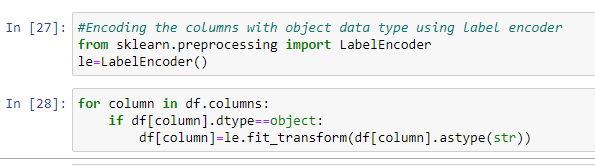 In [27]: #Encoding the columns with object data type using label encoder
from sklearn.preprocessing import LabelEncoder
le=LabelEncoder()
In [28]: for column in df.columns:
if df[column].dtype==object:
df[column]=le.fit_transform(df[column].astype(str))